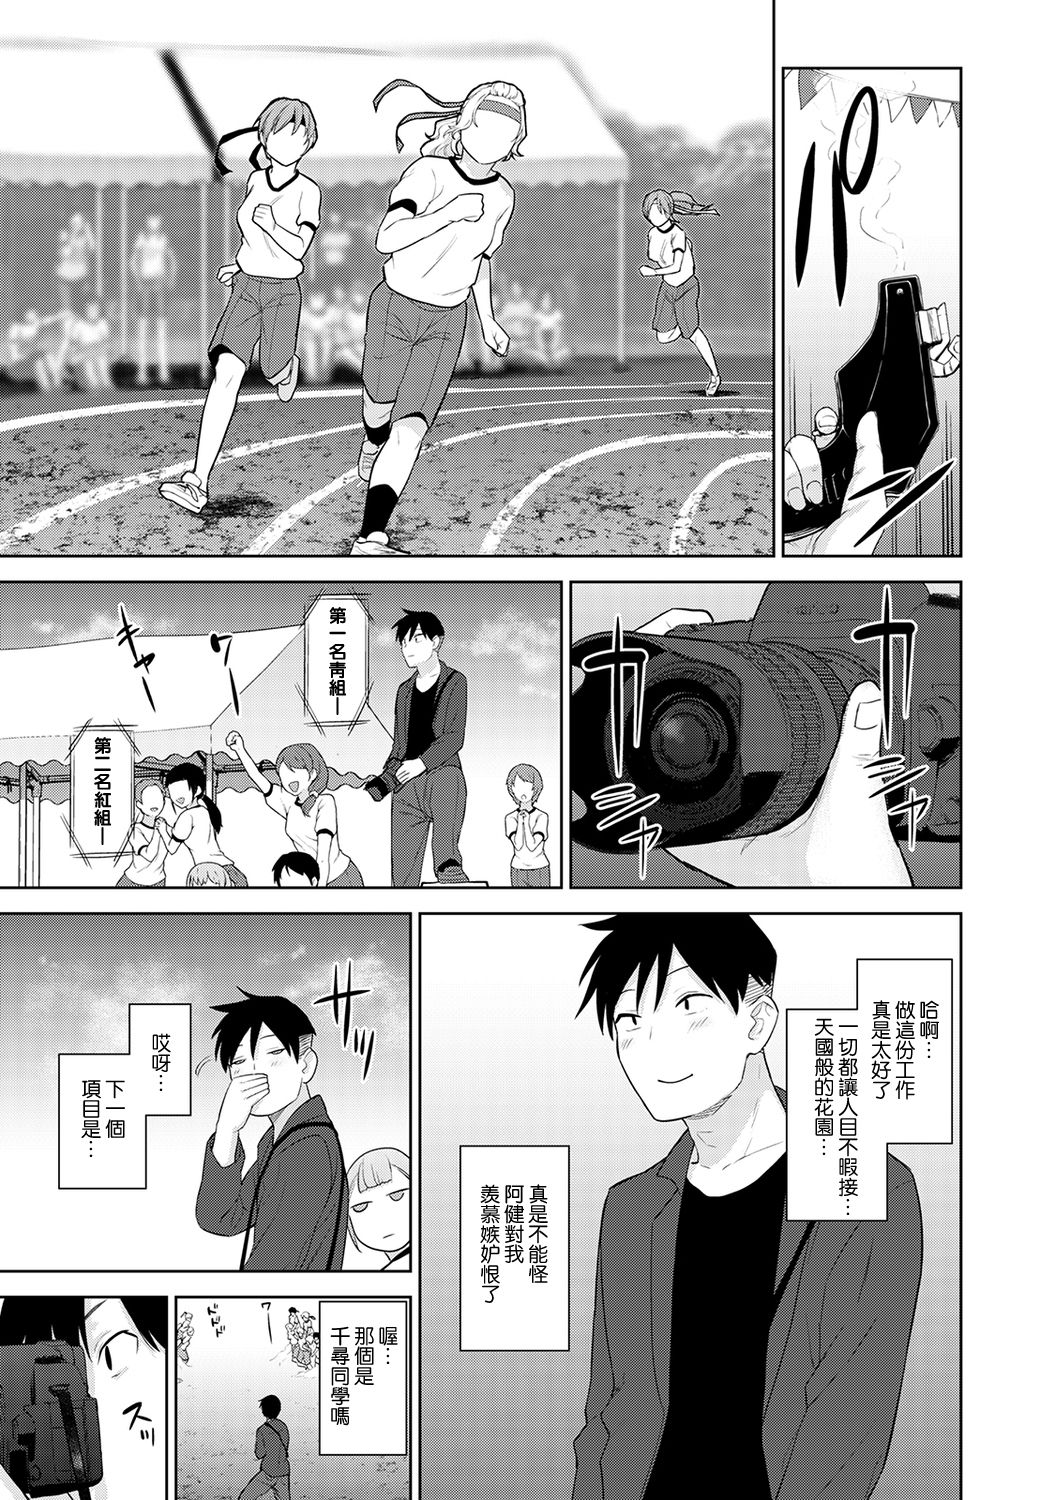 パン
カシャ
カシャ
第一名青組—
第二名紅組—
ワー
キャー
哈啊…
做這份工作
真是太好了
一切都讓人目不暇接…
天國般的花園…
真是不能怪
阿健對我
羨慕嫉妒恨了
哎呀…
下一個
項目是…
喔…
那個是
千尋同學嗎
ワー
ドドド
スッ